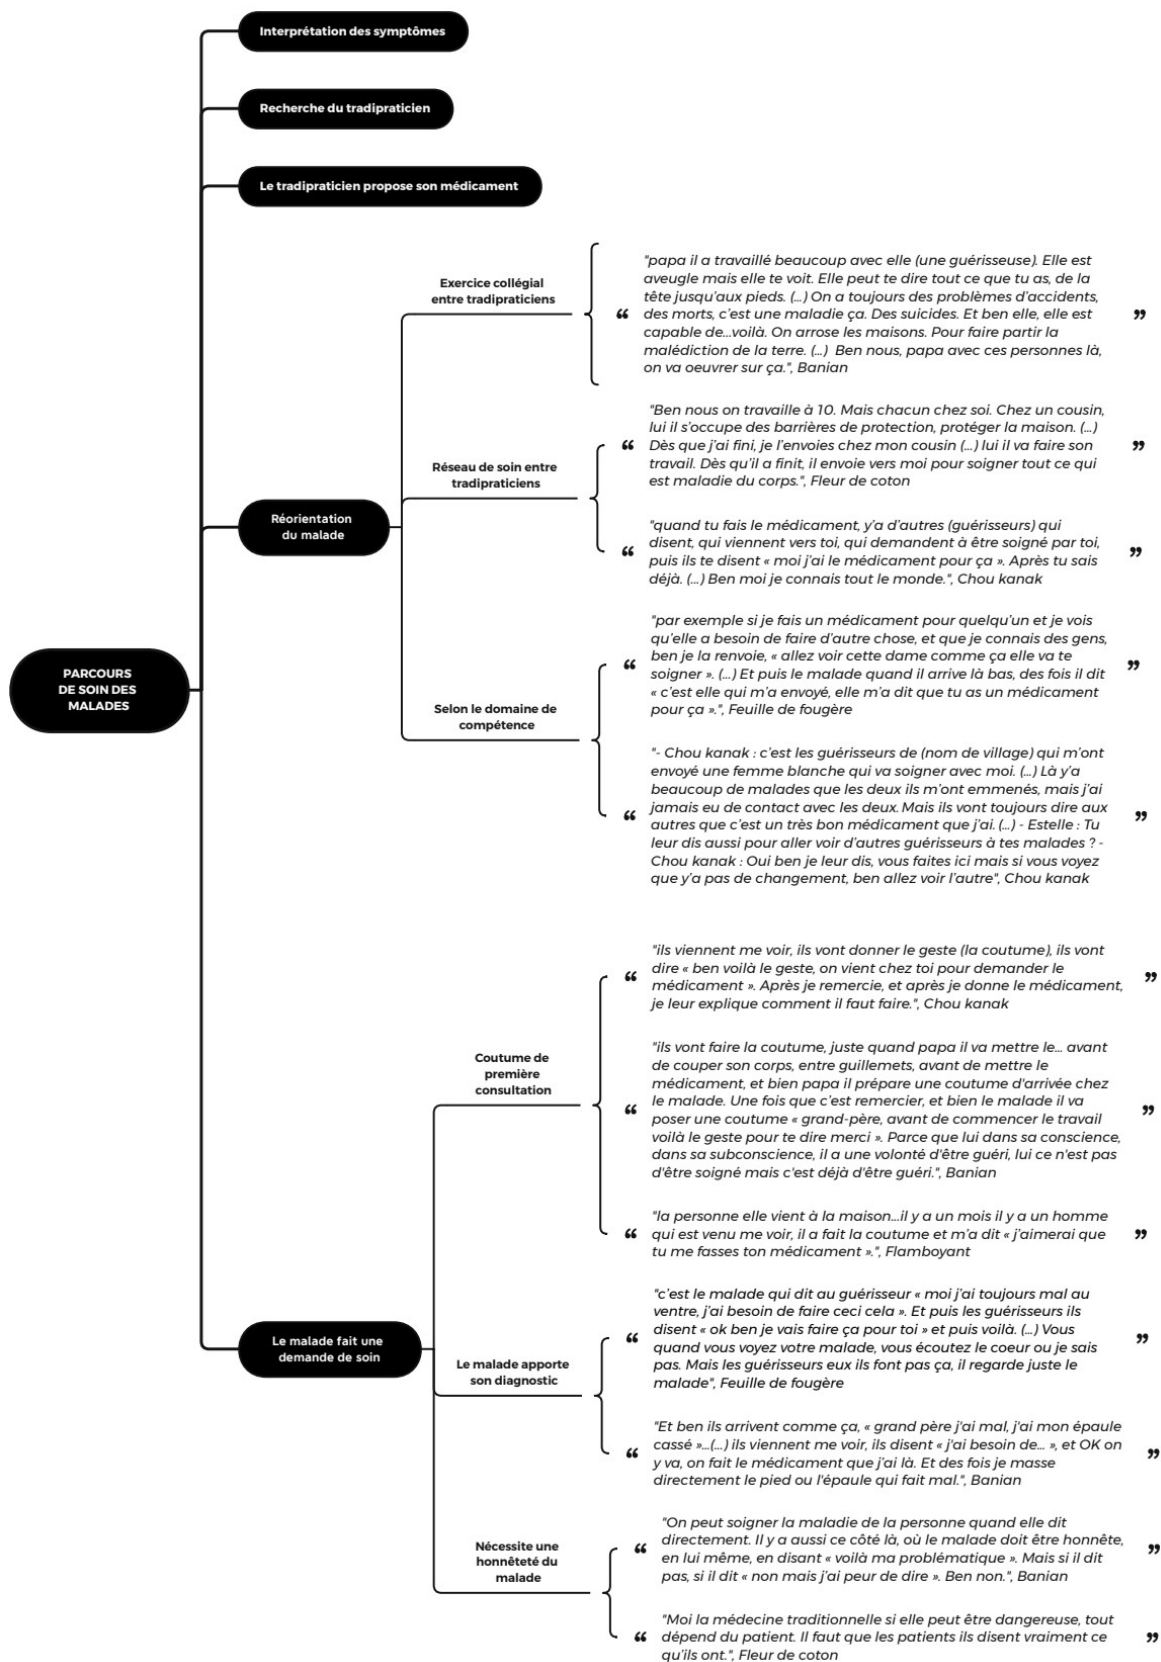 Interprétation des symptômes
Recherche du tradipraticien
Le tradipraticien propose son médicament
Exercice collégial
entre tradipraticiens
"papa il a travaillé beaucoup avec elle (une guérisseuse). Elle est
aveugle mais elle te voit. Elle peut te dire tout ce que tu as, de la
tête jusqu'aux pieds. (...) On a toujours des problèmes d'accidents,
des morts, c'est une maladie ça. Des suicides. Et ben elle, elle est
capable de...voilà. On arrose les maisons. Pour faire partir la
malédiction de la terre. (...) Ben nous, papa avec ces personnes là,
on va oeuvrer sur ça.", Banian
Réseau de soin entre
tradipraticiens
"Ben nous on travaille à 10. Mais chacun chez soi. Chez un cousin,
lui il s'occupe des barrières de protection, protéger la maison. (...)
Dès que j'ai fini, je l'envoies chez mon cousin (...) lui il va faire son
travail. Dès qu'il a finit, il envoie vers moi pour soigner tout ce qui
est maladie du corps.", Fleur de coton
Réorientation
du malade
"quand tu fais le médicament, y'a d'autres (guérisseurs) qui
disent, qui viennent vers toi, qui demandent à être soigné par toi,
puis ils te disent « moi j'ai le médicament pour ça ». Après tu sais
déjà. (...) Ben moi je connais tout le monde.", Chou kanak
PARCOURS
DE SOIN DES
MALADES
Selon le domaine de
compétence
"par exemple si je fais un médicament pour quelqu'un et je vois
qu'elle a besoin de faire d'autre chose, et que je connais des gens,
ben je la renvoie, « allez voir cette dame comme ça elle va te
soigner ». (...) Et puis le malade quand il arrive là bas, des fois il dit
« c'est elle qui m'a envoyé, elle m'a dit que tu as un médicament
pour ça ».", Feuille de fougère
"- Chou kanak : c'est les guérisseurs de (nom de village) qui m'ont
envoyé une femme blanche qui va soigner avec moi. (...) Là y'a
beaucoup de malades que les deux ils m'ont emmenés, mais j'ai
jamais eu de contact avec les deux. Mais ils vont toujours dire aux
autres que c'est un très bon médicament que j'ai. (...) - Estelle : Tu
leur dis aussi pour aller voir d'autres guérisseurs à tes malades ? -
Chou kanak : Oui ben je leur dis, vous faites ici mais si vous voyez
que y'a pas de changement, ben allez voir l'autre", Chou kanak
"ils viennent me voir, ils vont donner le geste (la coutume), ils vont
dire « ben voilà le geste, on vient chez toi pour demander le
médicament ». Après je remercie, et après je donne le médicament,
je leur explique comment il faut faire.", Chou kanak
Coutume de
première
consultation
"ils vont faire la coutume, juste quand papa il va mettre le... avant
de couper son corps, entre guillemets, avant de mettre le
médicament, et bien papa il prépare une coutume d'arrivée chez
le malade. Une fois que c'est remercier, et bien le malade il va
poser une coutume « grand-père, avant de commencer le travail
voilà le geste pour te dire merci ». Parce que lui dans sa conscience,
dans sa subconscience, il a une volonté d'être guéri, lui ce n'est pas
d'être soigné mais c'est déjà d'être guéri.", Banian
"la personne elle vient à la maison...il y a un mois il y a un homme
qui est venu me voir, il a fait la coutume et m'a dit « j'aimerai que
tu me fasses ton médicament ».", Flamboyant
Le malade fait une
demande de soin
Le malade apporte
son diagnostic
"c'est le malade qui dit au guérisseur « moi j'ai toujours mal au
ventre, j'ai besoin de faire ceci cela ». Et puis les guérisseurs ils
disent « ok ben je vais faire ça pour toi » et puis voilà. (...) Vous
quand vous voyez votre malade, vous écoutez le coeur ou je sais
pas. Mais les guérisseurs eux ils font pas ça, il regarde juste le
malade", Feuille de fougère
"Et ben ils arrivent comme ça, « grand père j'ai mal, j'ai mon épaule
cassé »...(...) ils viennent me voir, ils disent « j'ai besoin de... », et OK on
y va, on fait le médicament que j'ai là. Et des fois je masse
directement le pied ou l'épaule qui fait mal.", Banian
Nécessite une
honnêteté du
malade
"On peut soigner la maladie de la personne quand elle dit
directement. Il y a aussi ce côté là, où le malade doit être honnête,
en lui même, en disant « voilà ma problématique ». Mais si il dit
pas, si il dit « non mais j'ai peur de dire ». Ben non.", Banian
"Moi la médecine traditionnelle si elle peut être dangereuse, tout
dépend du patient. Il faut que les patients ils disent vraiment ce
qu'ils ont.", Fleur de coton